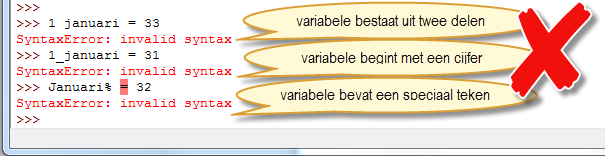 >>>
>>> 1 januari = 33
SyntaxError: invalid syntax
variabele bestaat uit twee delen
>>> 1_januari = 31
SyntaxError: invalid syntax
variabele begint met een cijfer
>>> Januari% = 32
SyntaxError: invalid syntax
variabele bevat een speciaal teken
>>>